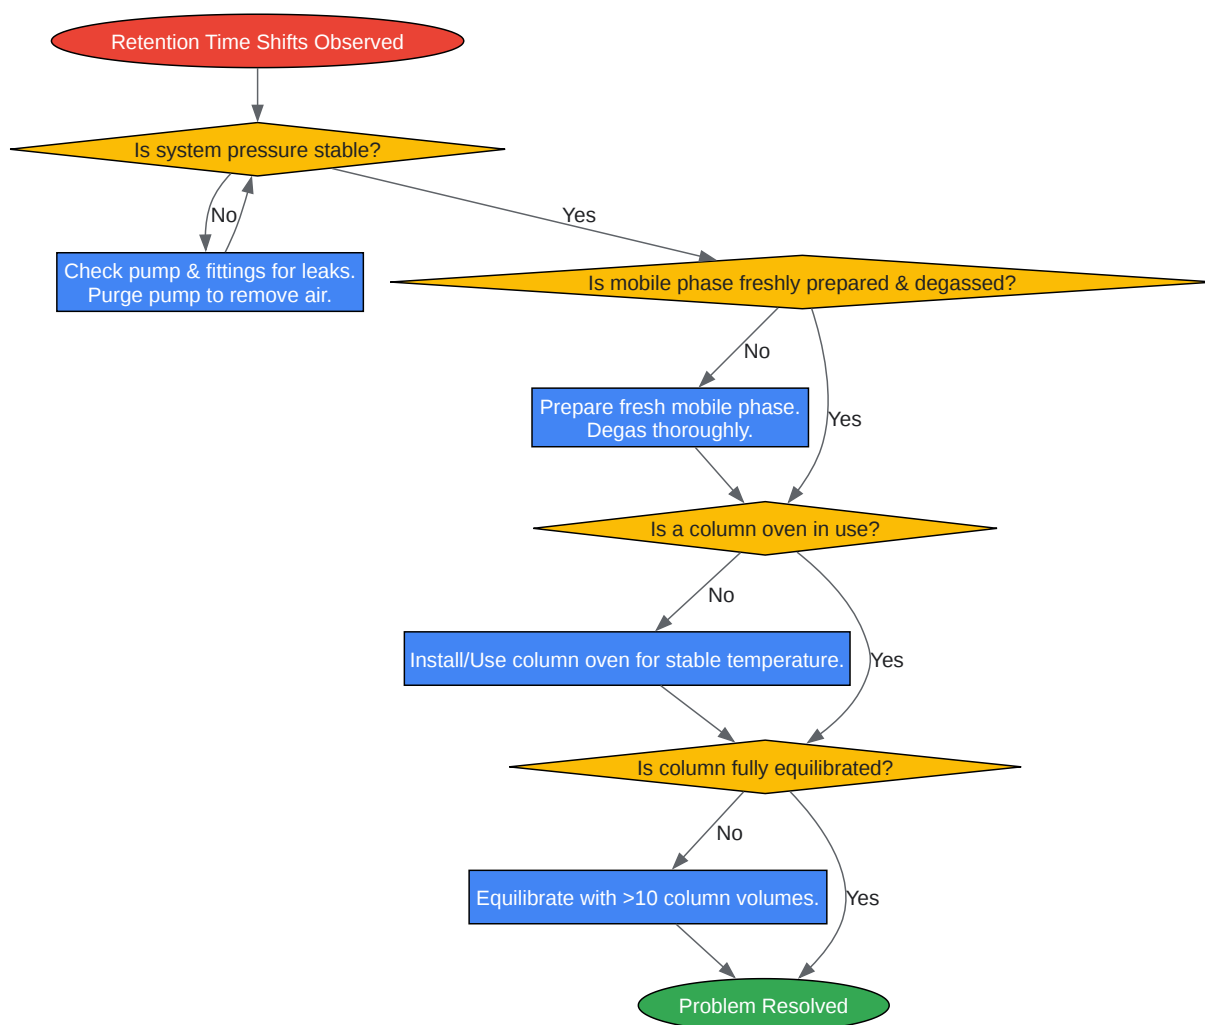 Retention Time Shifts Observed
Is system pressure stable?
No
Yes
Check pump & fittings for leaks.
Purge pump to remove air.
Is mobile phase freshly prepared & degassed?
No
Prepare fresh mobile phase.
Degas thoroughly.
Yes
Is a column oven in use?
No
Install/Use column oven for stable temperature.
Yes
Is column fully equilibrated?
No
Equilibrate with >10 column volumes.
Yes
Problem Resolved